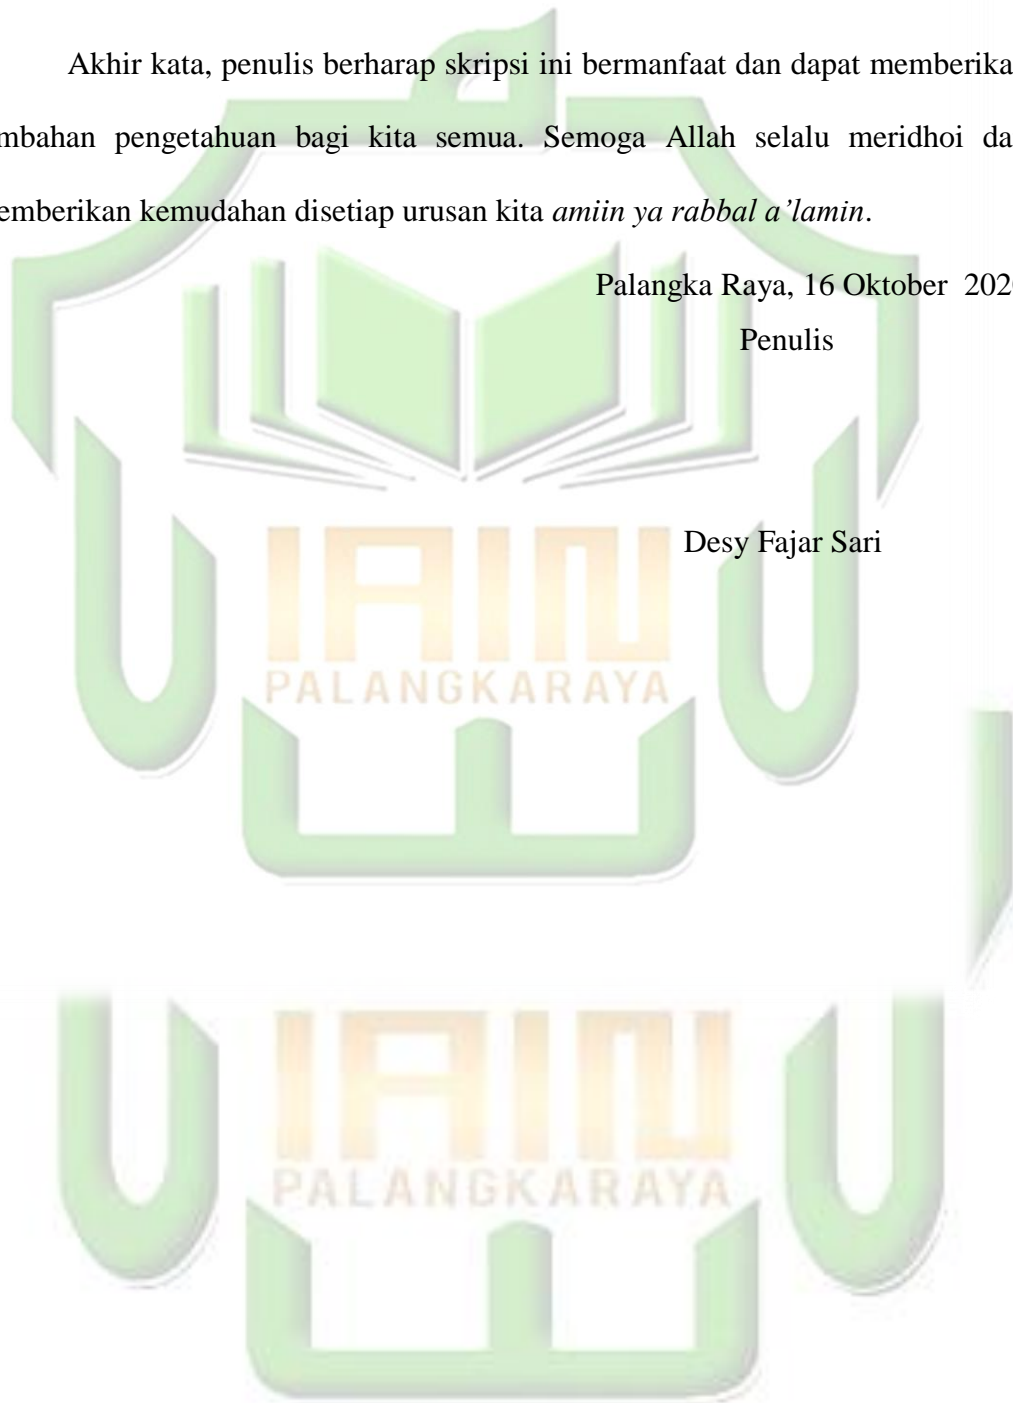 Akhir kata, penulis berharap skripsi ini bermanfaat dan dapat memberika
mbahan pengetahuan bagi kita semua. Semoga Allah selalu meridhoi da
emberikan kemudahan disetiap urusan kita amiin ya rabbal a’lamin.
Palangka Raya, 16 Oktober 202
Penulis
Desy Fajar Sari
IAIN
PALANGKARAYA
IAIN
PALANGKARAYA